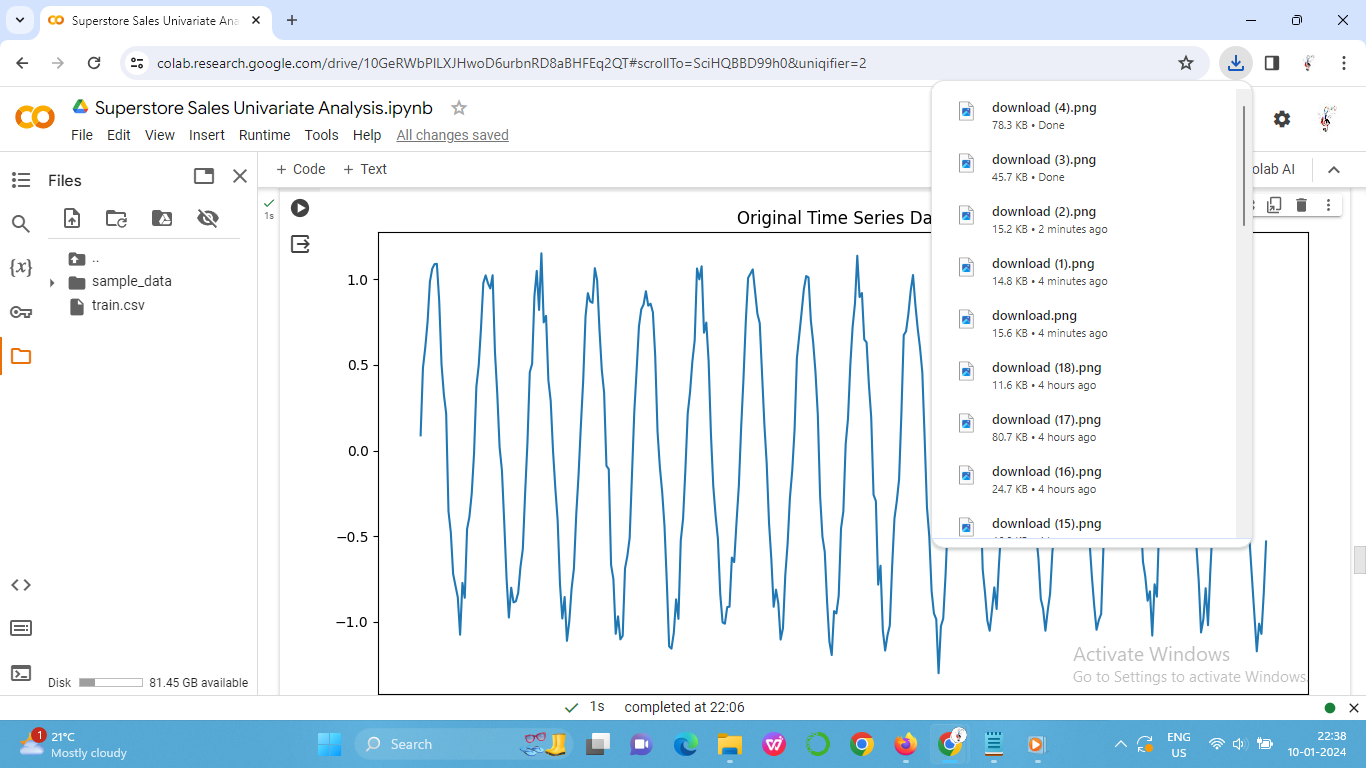 Superstore Sales Univariate Ana
colab.research.google.com/drive/10GeRWbPlLXJHwoD6urbnRD8aBHFEq2QT#scrollTo=SciHQBBD99h0&uniqifier=2
Superstore Sales Univariate Analysis.ipynb
File Edit View Insert Runtime Tools Help All changes saved
Files
+ Code + Text
olab AI
{x}
..
sample_data
train.csv
1s
Original Time Series Da
1.0
0.5
0.0
−0.5
−1.0
download (4).png
78.3 KB • Done
download (3).png
45.7 KB • Done
download (2).png
15.2 KB • 2 minutes ago
download (1).png
14.8 KB • 4 minutes ago
download.png
15.6 KB • 4 minutes ago
download (18).png
11.6 KB • 4 hours ago
download (17).png
80.7 KB • 4 hours ago
download (16).png
24.7 KB • 4 hours ago
download (15).png
Activate Windows
Go to Settings to activate Windows.
Disk 81.45 GB available
1s completed at 22:06
1
21°C
Mostly cloudy
Search
ENG
US
22:38
10-01-2024